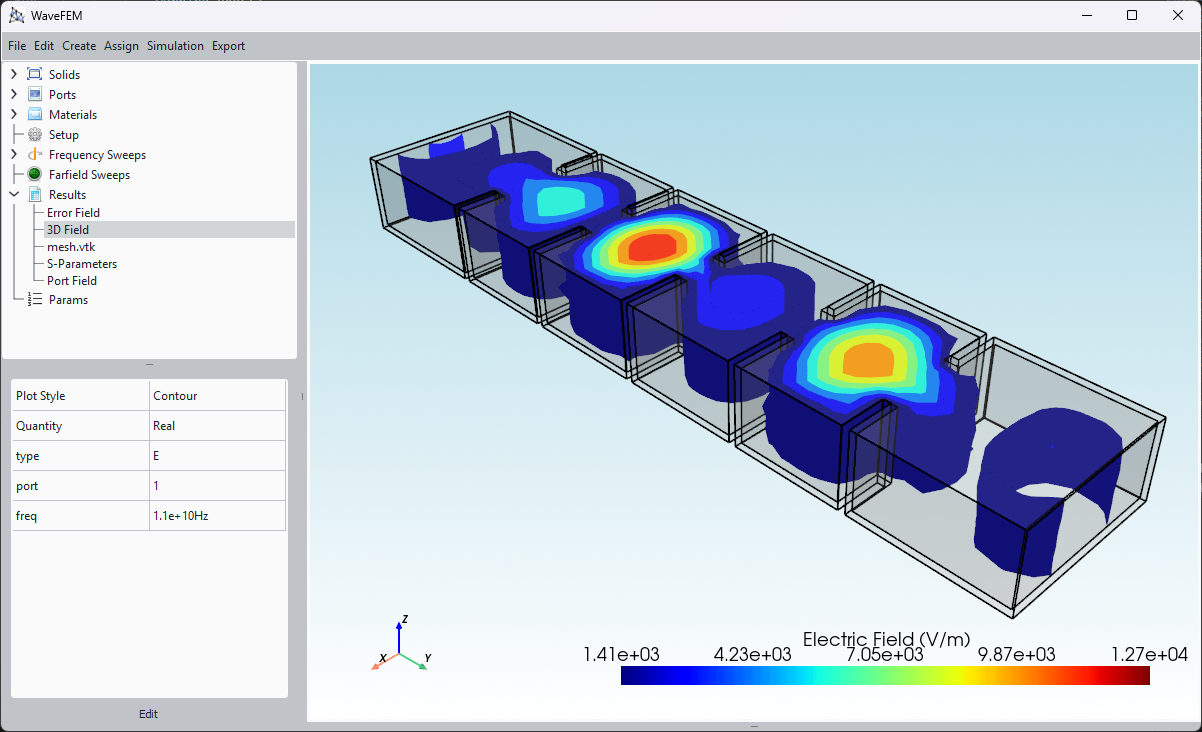 WaveFEM
File Edit Create Assign Simulation Export
Solids
Ports
Materials
Setup
Frequency Sweeps
Farfield Sweeps
Results
Error Field
3D Field
mesh.vtk
S-Parameters
Port Field
Params
Plot Style Contour
Quantity Real
type E
port 1
freq 1.1e+10Hz
Edit
Z
X Y
Electric Field (V/m)
1.41e+03 4.23e+03 7.05e+03 9.87e+03 1.27e+04